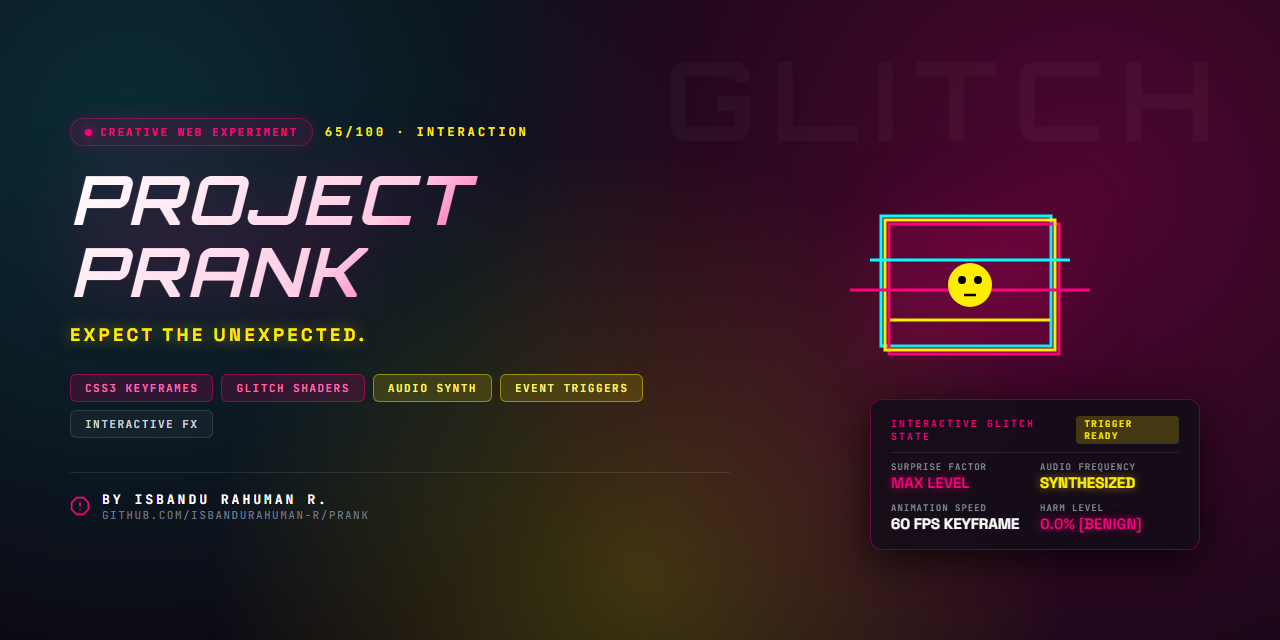 GLITCH
CREATIVE WEB EXPERIMENT
65/100 · INTERACTION
PROJECT
PRANK
EXPECT THE UNEXPECTED.
CSS3 KEYFRAMES
GLITCH SHADERS
AUDIO SYNTH
EVENT TRIGGERS
INTERACTIVE FX
BY ISBANDU RAHUMAN R.
GITHUB.COM/ISBANDURAHUMAN-R/PRANK
INTERACTIVE GLITCH
STATE
TRIGGER
READY
SURPRISE FACTOR
MAX LEVEL
AUDIO FREQUENCY
SYNTHESIZED
ANIMATION SPEED
60 FPS KEYFRAME
HARM LEVEL
0.0% [BENIGN]